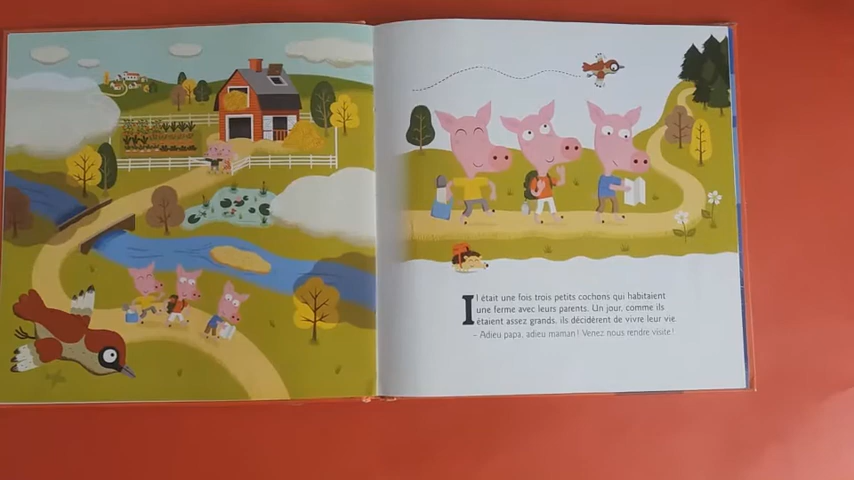 Il était une fois trois petits cochons qui habitaient
une ferme avec leurs parents. Un jour, comme ils
étaient assez grands, ils décidèrent de vivre leur vie.
– Adieu papa, adieu maman ! Venez nous rendre visite !